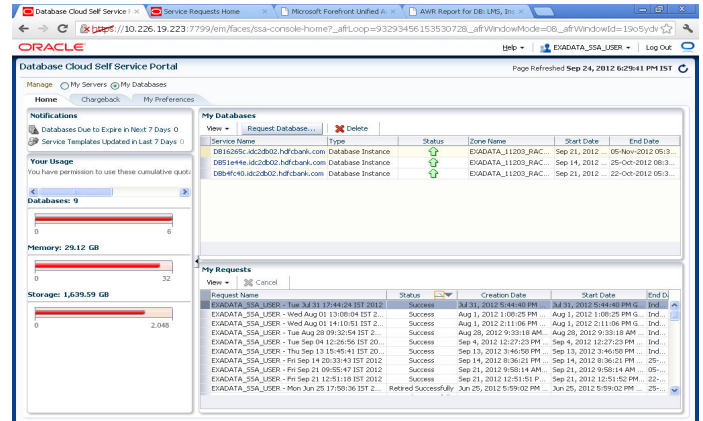 Database Cloud Self Service P
Service Requests Home
Microsoft Forefront Unified A
AWR Report for DB: LMS, Inst
https://10.226.19.223:7799/em/faces/ssa-console-home?_afrLoop=93293456153530728&_afrWindowMode=0&_afrWindowId=19o5ydv
ORACLE
Help EXADATA_SSA_USER Log Out
Database Cloud Self Service Portal
Page Refreshed Sep 24, 2012 6:29:41 PM IST
Manage My Servers My Databases
Home Chargeback My Preferences
Notifications
Databases Due to Expire in Next 7 Days 0
Service Templates Updated in Last 7 Days 0
Your Usage
You have permission to use these cumulative quota
Databases: 9
0 6
Memory: 29.12 GB
0 32
Storage: 1,639.59 GB
0 2,048
My Databases
View Request Database... Delete
Service Name Type Status Zone Name Start Date End Date
DB16265c.idc2db02.hdfcbank.com Database Instance EXADATA_11203_RAC... Sep 21, 2012 ... 05-Nov-2012 05:3...
DB51e44e.idc2db02.hdfcbank.com Database Instance EXADATA_11203_RAC... Sep 14, 2012 ... 25-Oct-2012 08:3...
DBb4fc40.idc2db02.hdfcbank.com Database Instance EXADATA_11203_RAC... Sep 21, 2012 ... 22-Oct-2012 05:3...
My Requests
View Cancel
Request Name Status Creation Date Start Date End Da
EXADATA_SSA_USER - Tue Jul 31 17:44:24 IST 2012 Success Jul 31, 2012 5:44:40 PM ... Jul 31, 2012 5:44:40 PM G... Ind...
EXADATA_SSA_USER - Wed Aug 01 13:08:04 IST 2... Success Aug 1, 2012 1:08:25 PM ... Aug 1, 2012 1:08:25 PM G... Ind...
EXADATA_SSA_USER - Wed Aug 01 14:10:51 IST 2... Success Aug 1, 2012 2:11:06 PM ... Aug 1, 2012 2:11:06 PM G... Ind...
EXADATA_SSA_USER - Tue Aug 28 09:32:54 IST 2... Success Aug 28, 2012 9:33:18 AM... Aug 28, 2012 9:33:18 AM ... Ind...
EXADATA_SSA_USER - Tue Sep 04 12:26:56 IST 20... Success Sep 4, 2012 12:27:23 PM ... Sep 4, 2012 12:27:23 PM ... Ind...
EXADATA_SSA_USER - Thu Sep 13 15:45:41 IST 20... Success Sep 13, 2012 3:46:58 PM ... Sep 13, 2012 3:46:58 PM ... Ind...
EXADATA_SSA_USER - Fri Sep 14 20:33:43 IST 2012 Success Sep 14, 2012 8:36:21 PM ... Sep 14, 2012 8:36:21 PM ... 25-...
EXADATA_SSA_USER - Fri Sep 21 09:55:47 IST 2012 Success Sep 21, 2012 9:58:14 AM... Sep 21, 2012 9:58:14 AM ... 05-...
EXADATA_SSA_USER - Fri Sep 21 12:51:18 IST 2012 Success Sep 21, 2012 12:51:51 P... Sep 21, 2012 12:51:52 PM... 22-...
EXADATA_SSA_USER - Mon Jun 25 17:58:36 IST 2... Retired Successfully Jun 25, 2012 5:59:02 PM ... Jun 25, 2012 5:59:02 PM ... 25-...